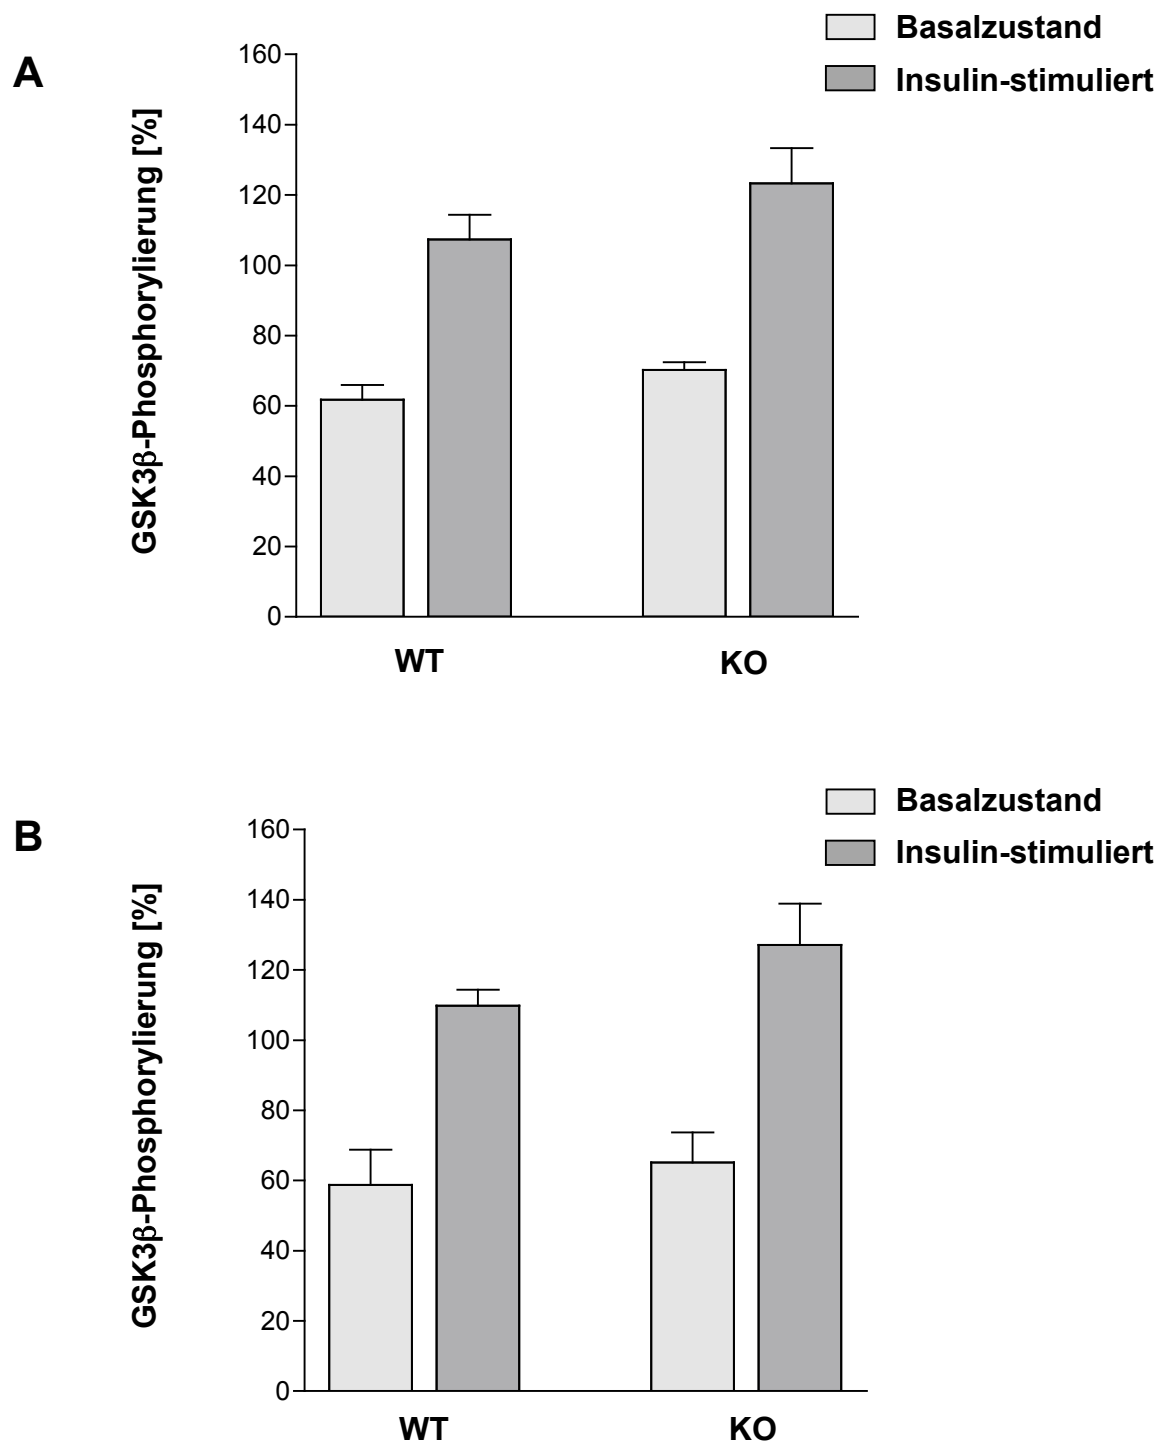 A
Basalzustand
Insulin-stimuliert
GSK3β-Phosphorylierung [%]
160
140
120
100
80
60
40
20
0
WT
KO
B
Basalzustand
Insulin-stimuliert
GSK3β-Phosphorylierung [%]
160
140
120
100
80
60
40
20
0
WT
KO